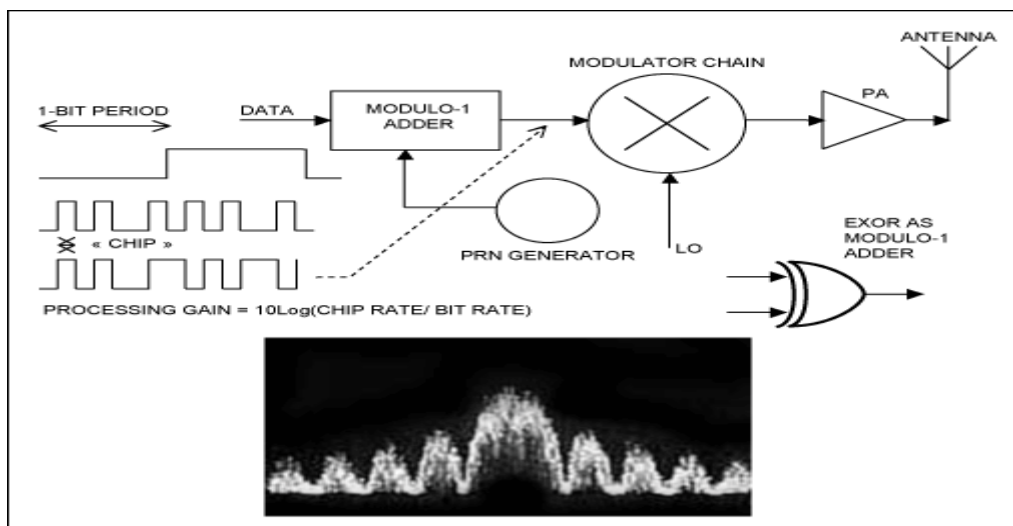 ANTENNA
MODULATOR CHAIN
PA
1-BIT PERIOD
DATA
MODULO-1
ADDER
« CHIP »
PRN GENERATOR
LO
EXOR AS
MODULO-1
ADDER
PROCESSING GAIN = 10Log(CHIP RATE/ BIT RATE)